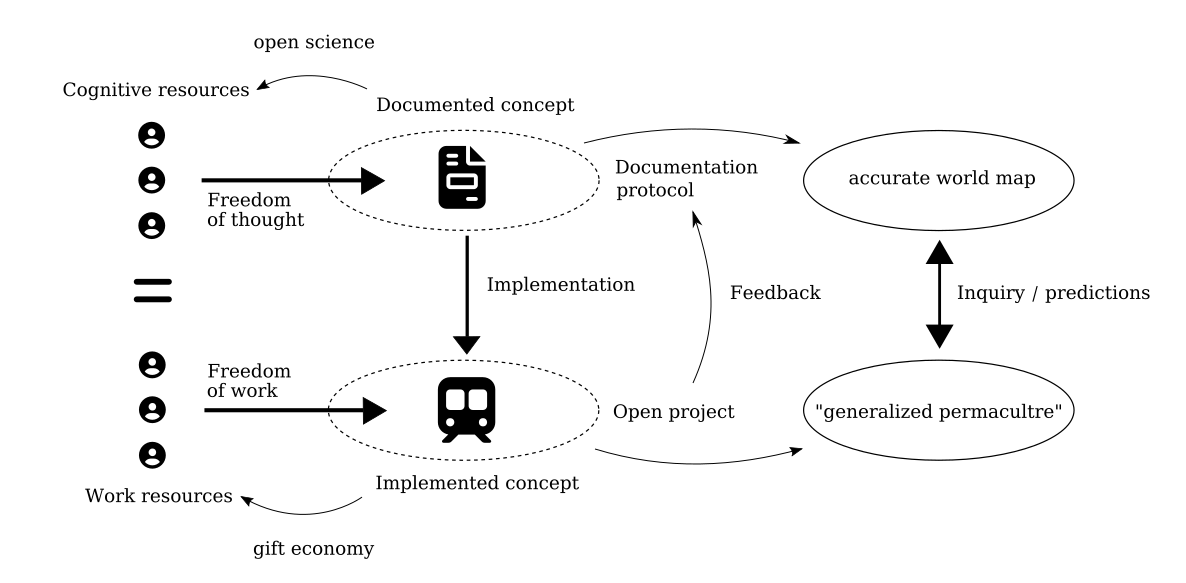 open science
Cognitive resources
Documented concept
Documentation
protocol
accurate world map
Freedom
of thought
Implementation
Feedback
Inquiry / predictions
Freedom
of work
Open project
"generalized permacultre"
Implemented concept
Work resources
gift economy